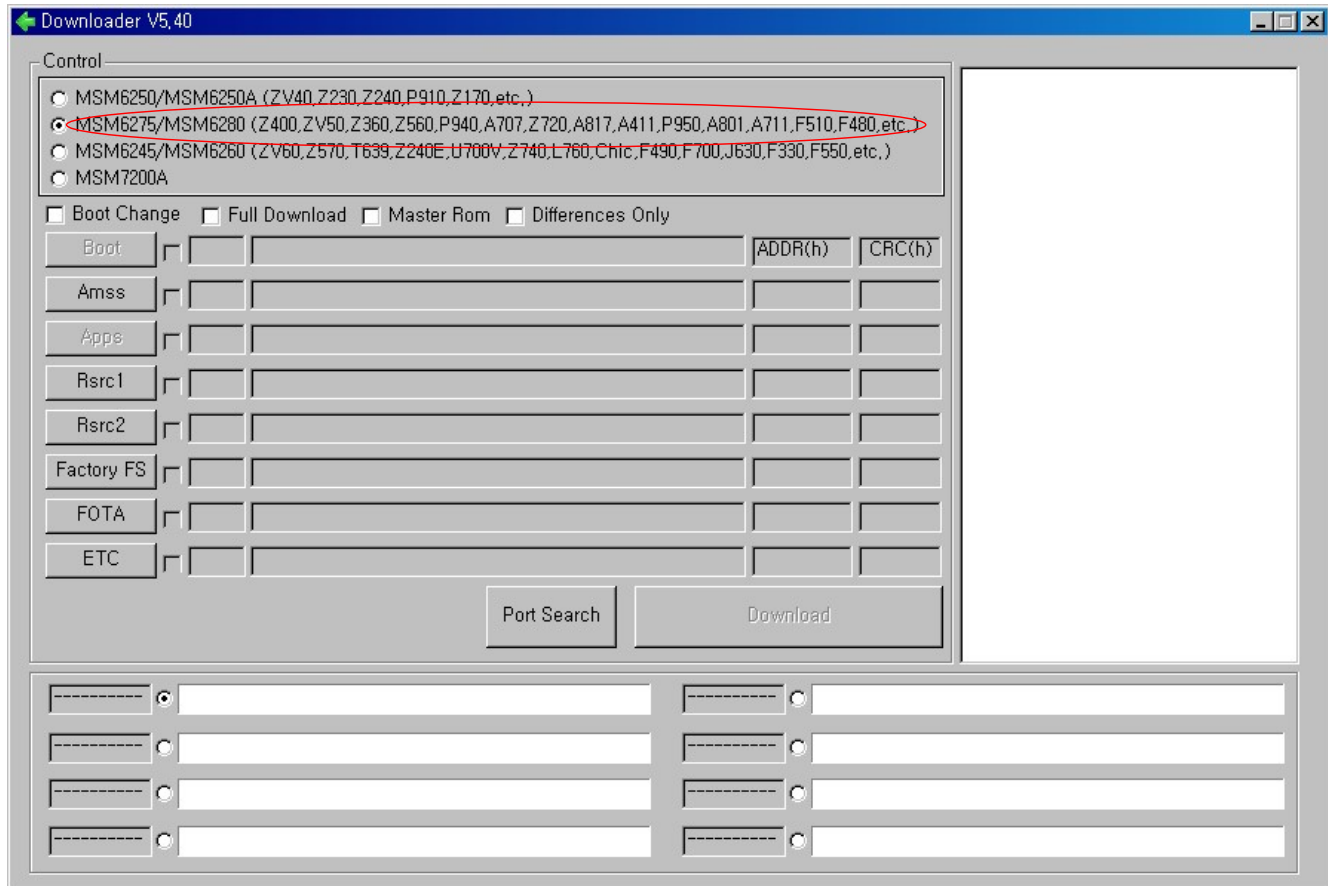 Downloader V5,40
Control
MSM6250/MSM6250A (ZV40,Z230,Z240,P910,Z170,etc,)
MSM6275/MSM6280 (Z400,ZV50,Z360,Z560,P940,A707,Z720,A817,A411,P950,A801,A711,F510,F480,etc,)
MSM6245/MSM6260 (ZV60,Z570,T639,Z240E,U700V,Z740,L760,Chic,F490,F700,J630,F330,F550,etc,)
MSM7200A
Boot Change Full Download Master Rom Differences Only
Boot ADDR(h) CRC(h)
Amss
Apps
Rsrc1
Rsrc2
Factory FS
FOTA
ETC
Port Search Download
---------- ----------
---------- ----------
---------- ----------
---------- ----------